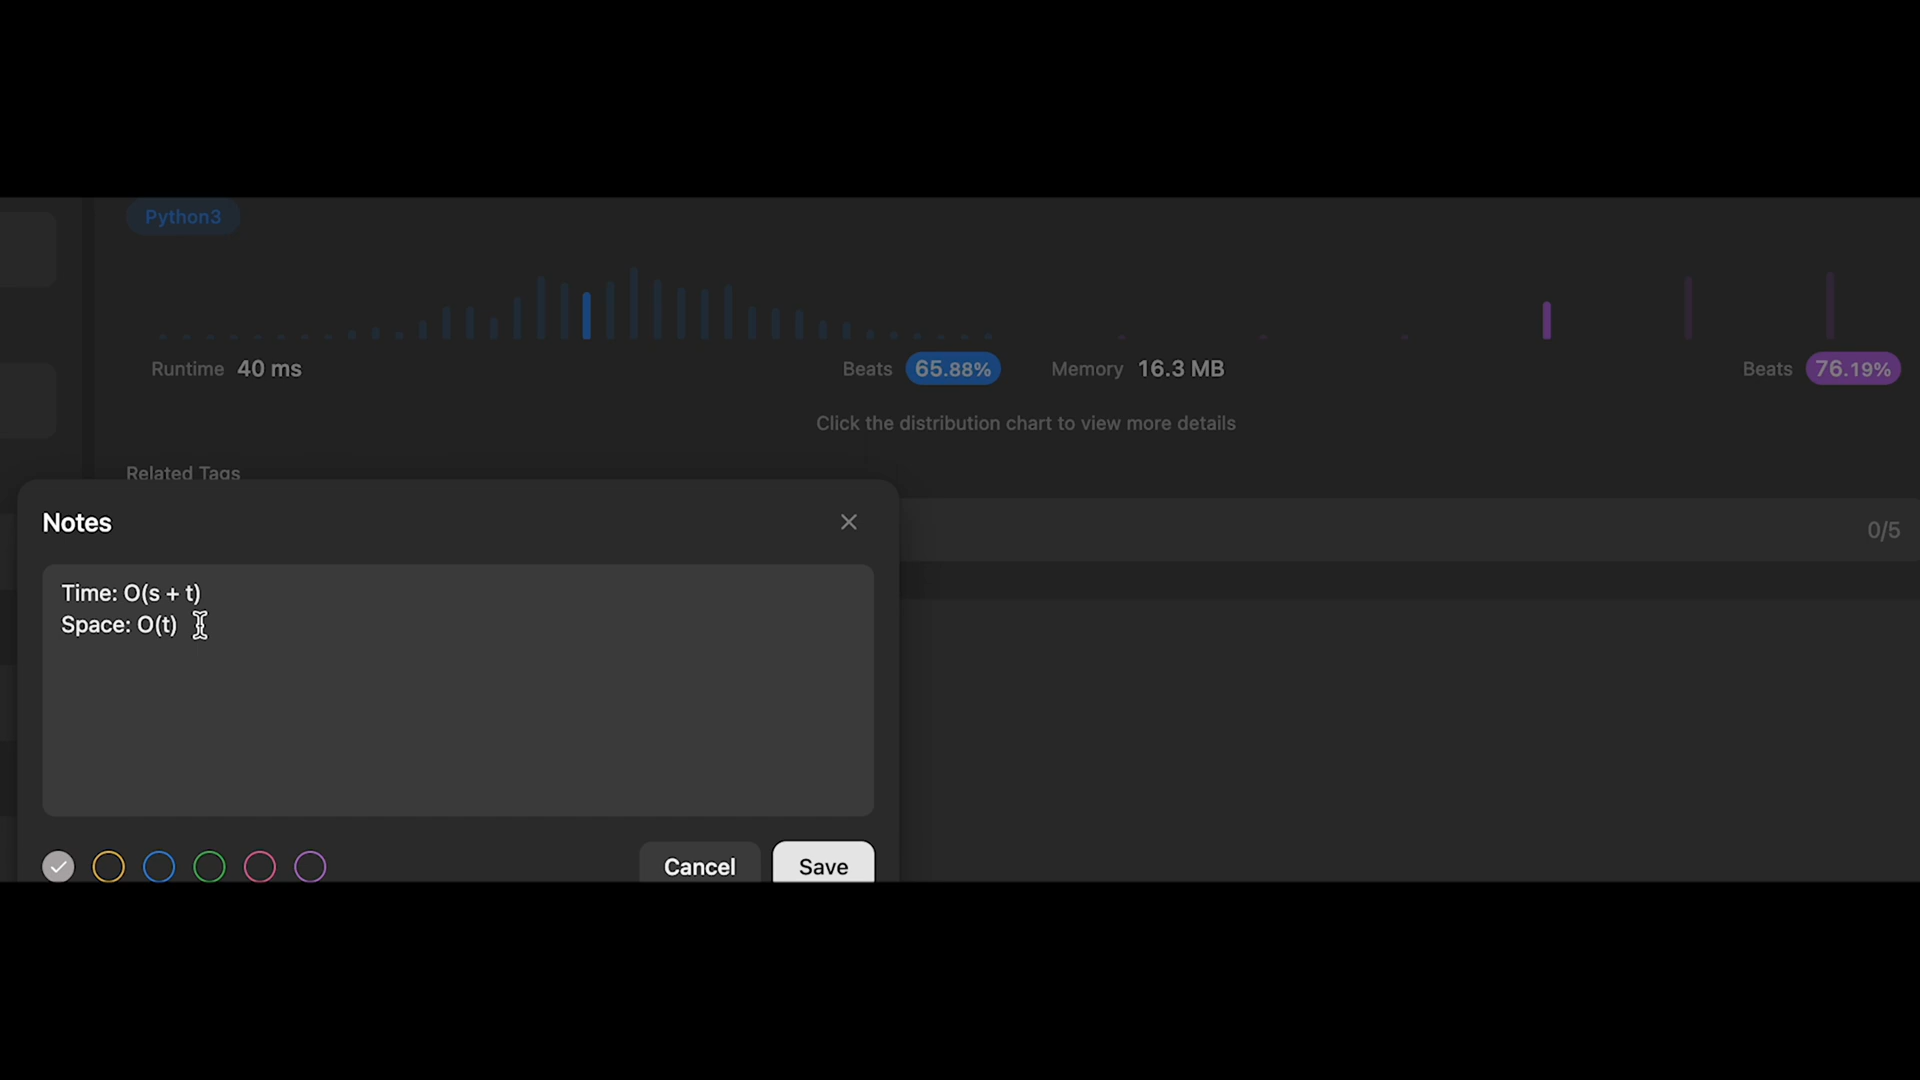 Python3
Runtime 40 ms Beats 65.88% Memory 16.3 MB Beats 76.19%
Click the distribution chart to view more details
Related Tags
0/5
Notes
Time: O(s + t)
Space: O(t)
Cancel Save